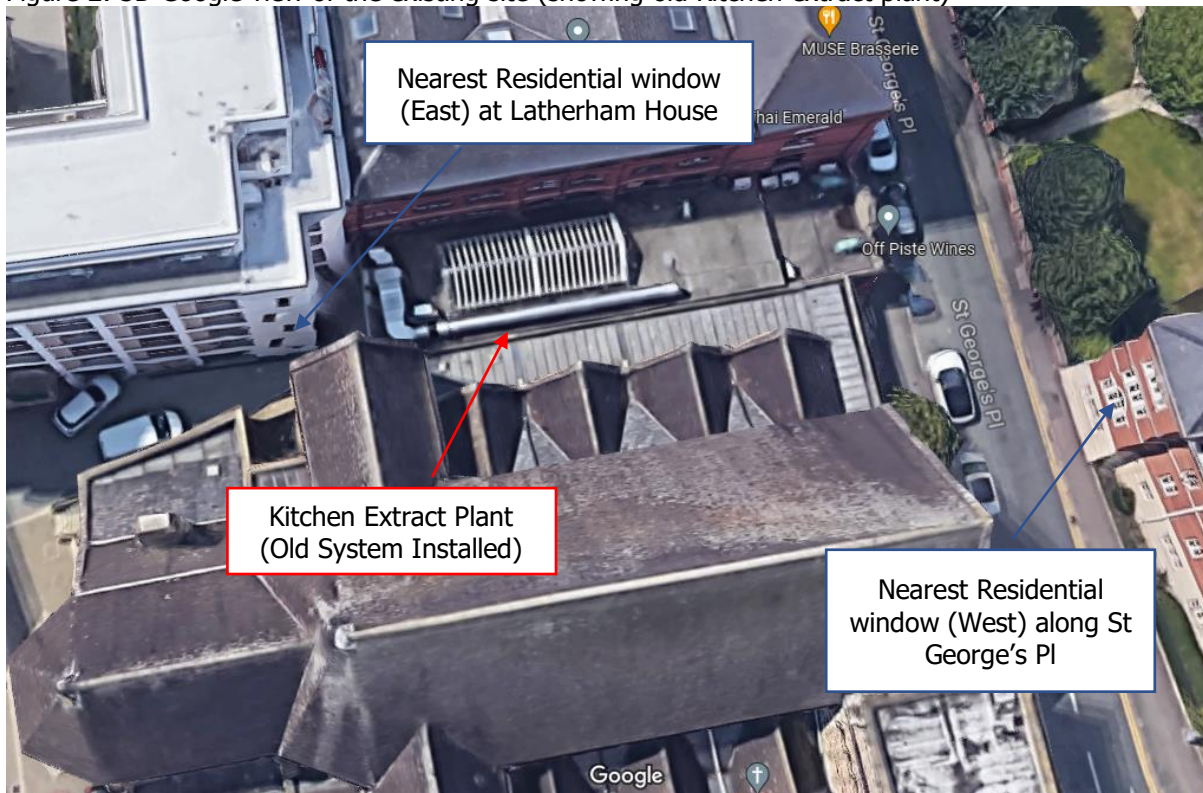 Figure 2: 3D Google view of the existing site (showing old kitchen extract plant)
MUSE Brasserie
St George's Pl
Nearest Residential window
(East) at Latherham House
hai Emerald
Off Piste Wines
St George's Pl
Kitchen Extract Plant
(Old System Installed)
Nearest Residential
window (West) along St
George's Pl
Google